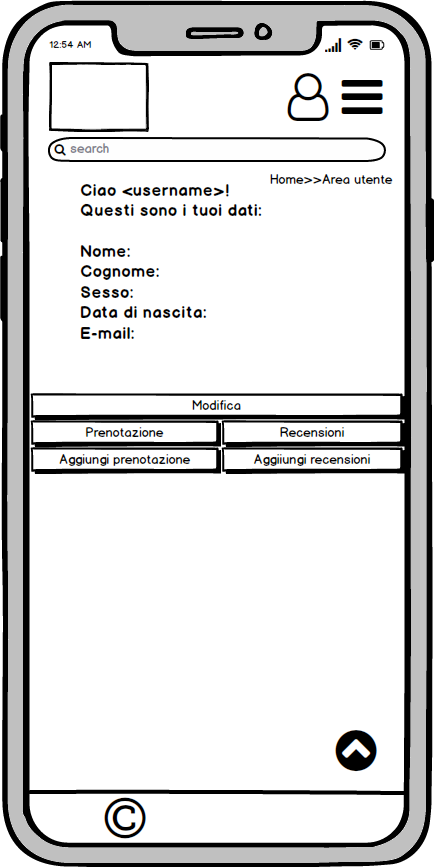 12:54 AM
search
Home>>Area utente
Ciao <username>!
Questi sono i tuoi dati:
Nome:
Cognome:
Sesso:
Data di nascita:
E-mail:
Modifica
Prenotazione
Recensioni
Aggiungi prenotazione
Aggiiungi recensioni
©